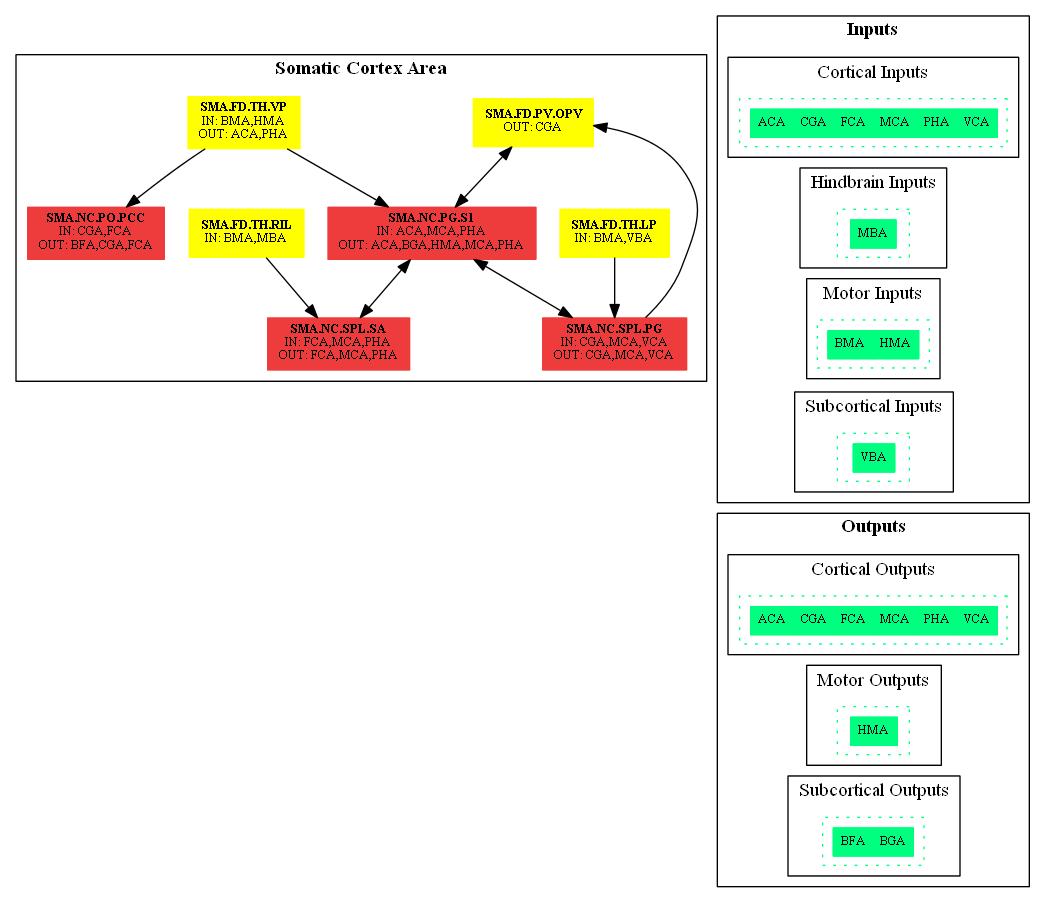 Somatic Cortex Area
SMA.FD.TH.VP
IN: BMA,HMA
OUT: ACA,PHA
SMA.FD.PV.OPV
OUT: CGA
SMA.NC.PO.PCC
IN: CGA,FCA
OUT: BFA,CGA,FCA
SMA.FD.TH.RIL
IN: BMA,MBA
SMA.NC.PG.S1
IN: ACA,MCA,PHA
OUT: ACA,BGA,HMA,MCA,PHA
SMA.FD.TH.LP
IN: BMA,VBA
SMA.NC.SPL.SA
IN: FCA,MCA,PHA
OUT: FCA,MCA,PHA
SMA.NC.SPL.PG
IN: CGA,MCA,VCA
OUT: CGA,MCA,VCA
Inputs
Cortical Inputs
ACA CGA FCA MCA PHA VCA
Hindbrain Inputs
MBA
Motor Inputs
BMA HMA
Subcortical Inputs
VBA
Outputs
Cortical Outputs
ACA CGA FCA MCA PHA VCA
Motor Outputs
HMA
Subcortical Outputs
BFA BGA